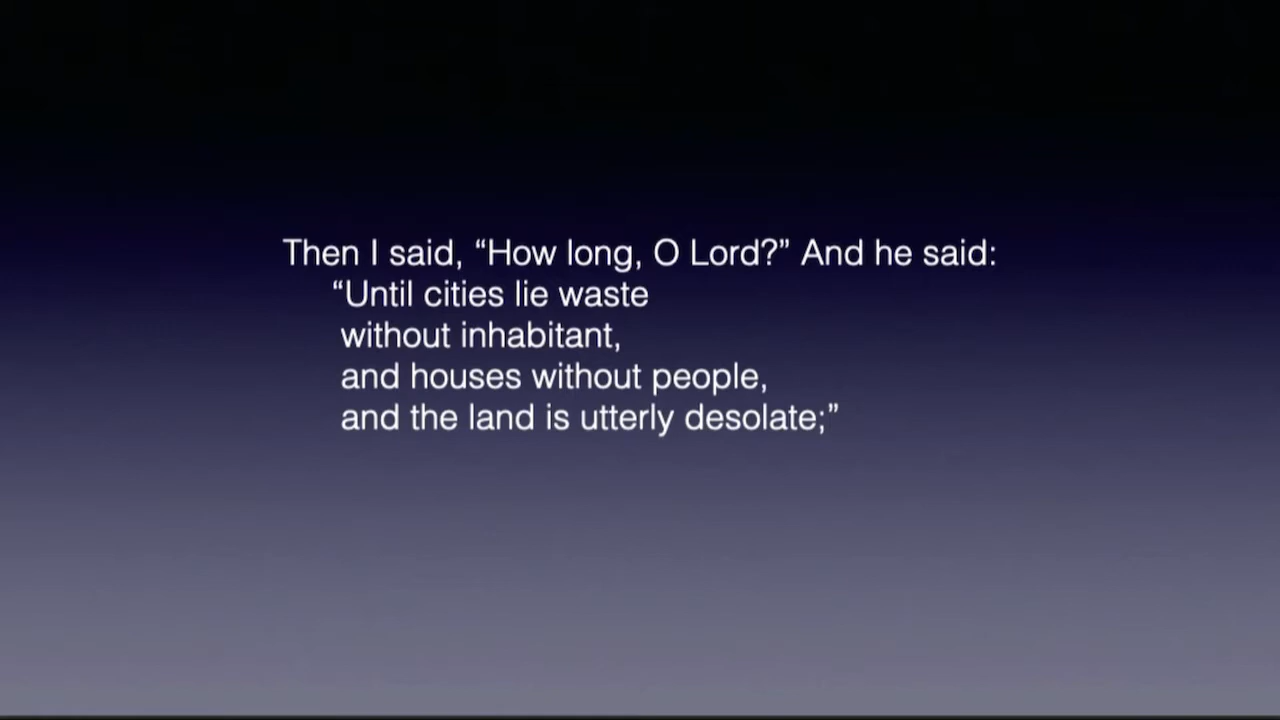 Then I said, “How long, O Lord?” And he said:
“Until cities lie waste
without inhabitant,
and houses without people,
and the land is utterly desolate;”